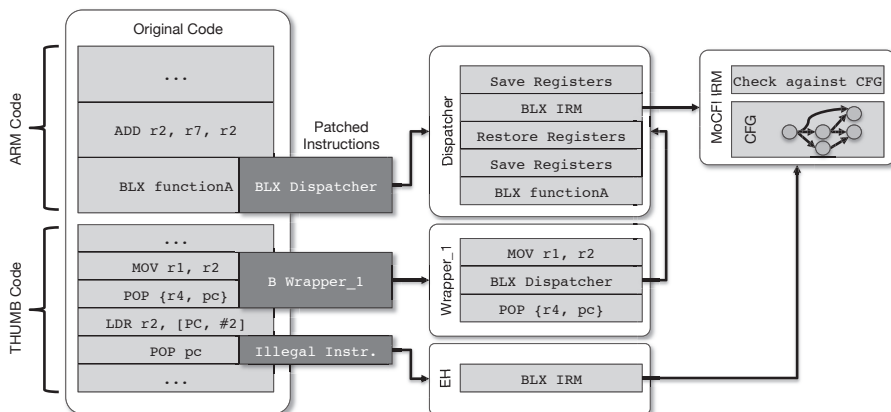 Original Code
ARM Code
...
ADD r2, r7, r2
BLX functionA
Patched
Instructions
BLX Dispatcher
THUMB Code
...
MOV r1, r2
POP {r4, pc}
B Wrapper_1
LDR r2, [PC, #2]
POP pc
Illegal Instr.
...
Dispatcher
Save Registers
BLX IRM
Restore Registers
Save Registers
BLX functionA
Wrapper_1
MOV r1, r2
BLX Dispatcher
POP {r4, pc}
EH
BLX IRM
MoCFI IRM
Check against CFG
CFG